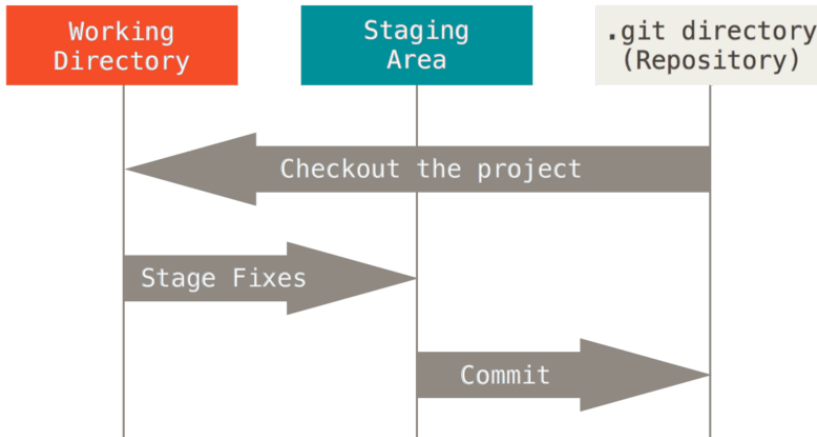 Working
Directory
Staging
Area
.git directory
(Repository)
Checkout the project
Stage Fixes
Commit